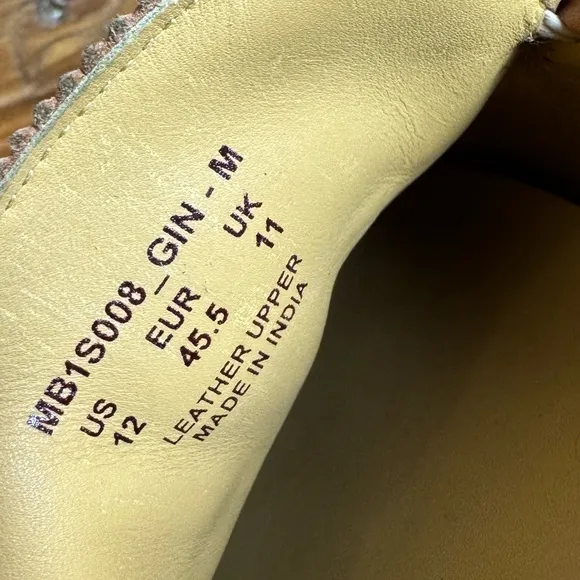 MB1S008_GIN - M
US EUR UK
12 45.5 11
LEATHER UPPER
MADE IN INDIA